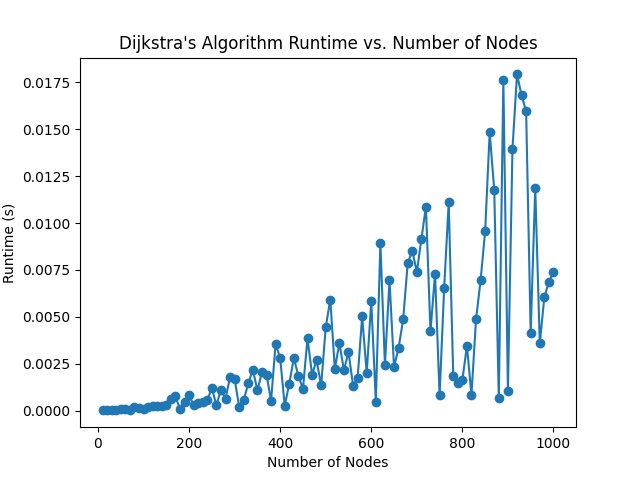 Dijkstra's Algorithm Runtime vs. Number of Nodes
0.0175
0.0150
0.0125
0.0100
0.0075
0.0050
0.0025
0.0000
Runtime (s)
0 200 400 600 800 1000
Number of Nodes